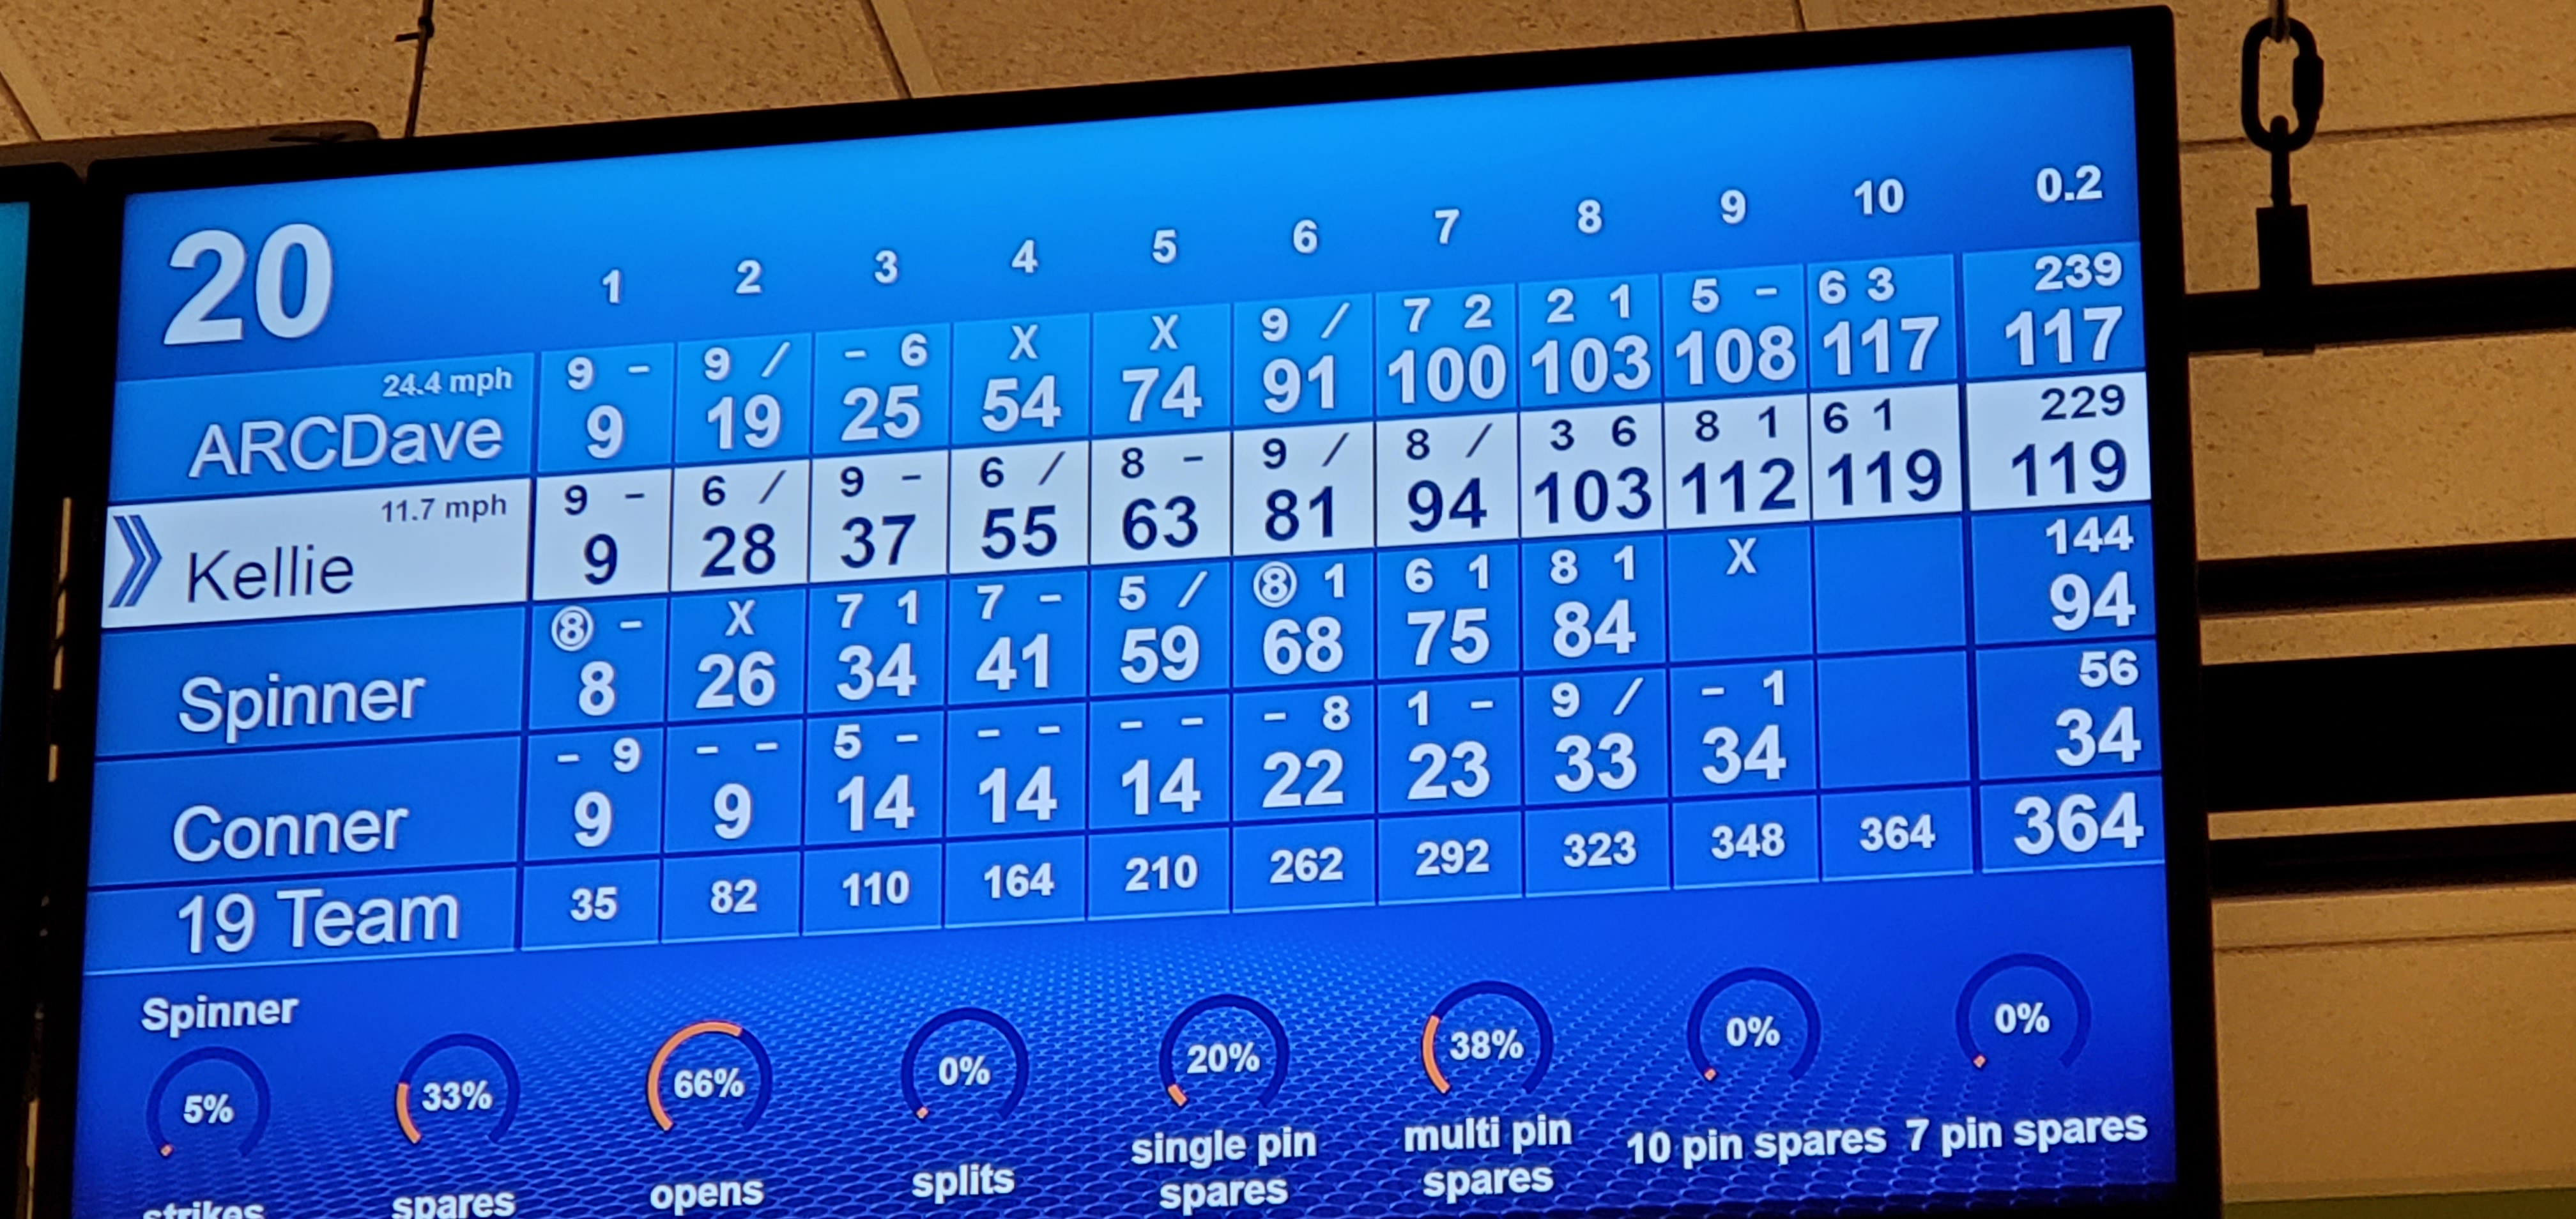 20 1 2 3 4 5 6 7 8 9 10 0.2
24.4 mph 9 - 9 / - 6 X X 9 / 7 2 2 1 5 - 6 3 239
ARCDave 9 19 25 54 74 91 100 103 108 117 117
11.7 mph 9 - 6 / 9 - 6 / 8 - 9 / 8 / 3 6 8 1 6 1 229
Kellie 9 28 37 55 63 81 94 103 112 119 119
⑧ - X 7 1 7 - 5 / ⑧ 1 6 1 8 1 X 144
Spinner 8 26 34 41 59 68 75 84 94
- 9 - - 5 - - - - - - 8 1 - 9 / - 1 56
Conner 9 9 14 14 14 22 23 33 34 34
19 Team 35 82 110 164 210 262 292 323 348 364 364
Spinner
5% 33% 66% 0% 20% 38% 0% 0%
strikes spares opens splits single pin spares multi pin spares 10 pin spares 7 pin spares